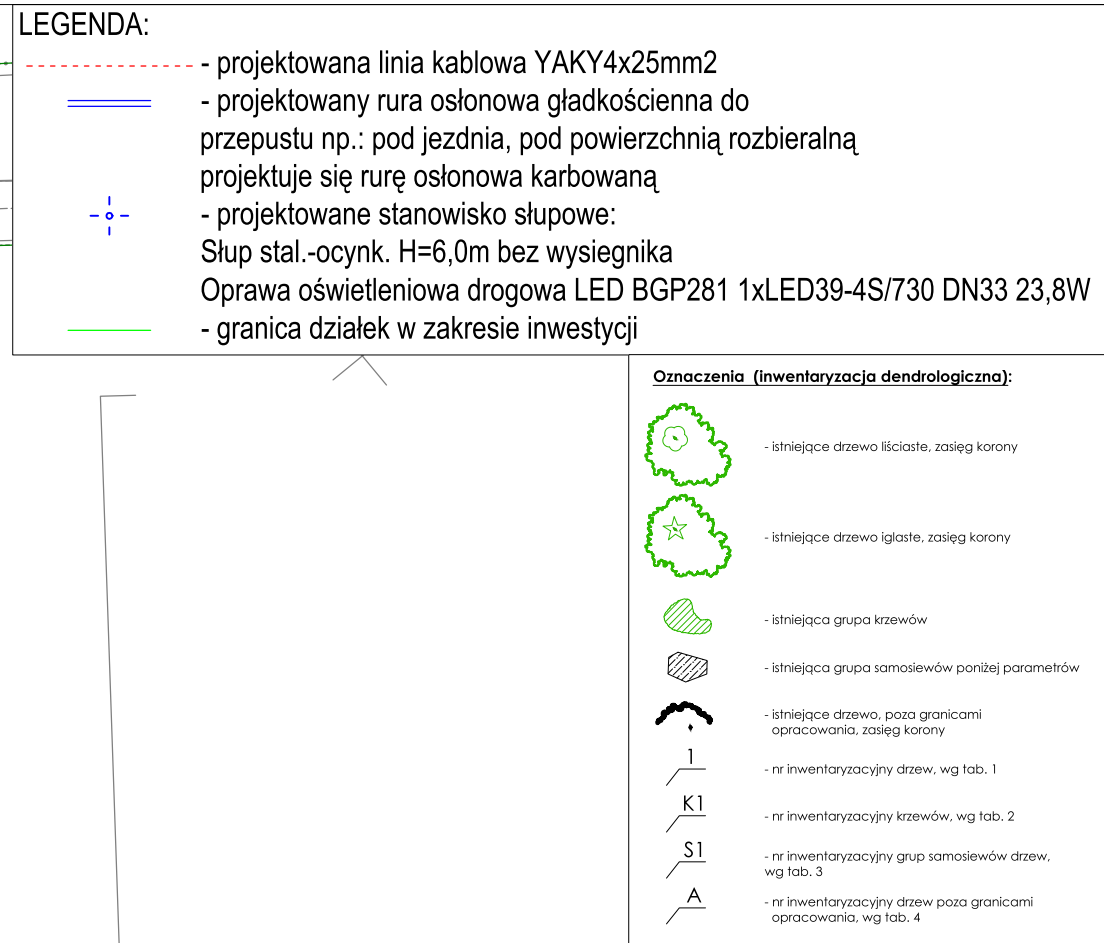 LEGENDA:
- projektowana linia kablowa YAKY4x25mm2
- projektowany rura osłonowa gładkościenna do
przepustu np.: pod jezdnia, pod powierzchnią rozbieralną
projektuje się rurę osłonowa karbowaną
- projektowane stanowisko słupowe:
Słup stal.-ocynk. H=6,0m bez wysiegnika
Oprawa oświetleniowa drogowa LED BGP281 1xLED39-4S/730 DN33 23,8W
- granica działek w zakresie inwestycji
Oznaczenia (inwentaryzacja dendrologiczna):
- istniejące drzewo liściaste, zasięg korony
- istniejące drzewo iglaste, zasięg korony
- istniejąca grupa krzewów
- istniejąca grupa samosiewów poniżej parametrów
- istniejące drzewo, poza granicami
opracowania, zasięg korony
1
- nr inwentaryzacyjny drzew, wg tab. 1
K1
- nr inwentaryzacyjny krzewów, wg tab. 2
S1
- nr inwentaryzacyjny grup samosiewów drzew,
wg tab. 3
A
- nr inwentaryzacyjny drzew poza granicami
opracowania, wg tab. 4